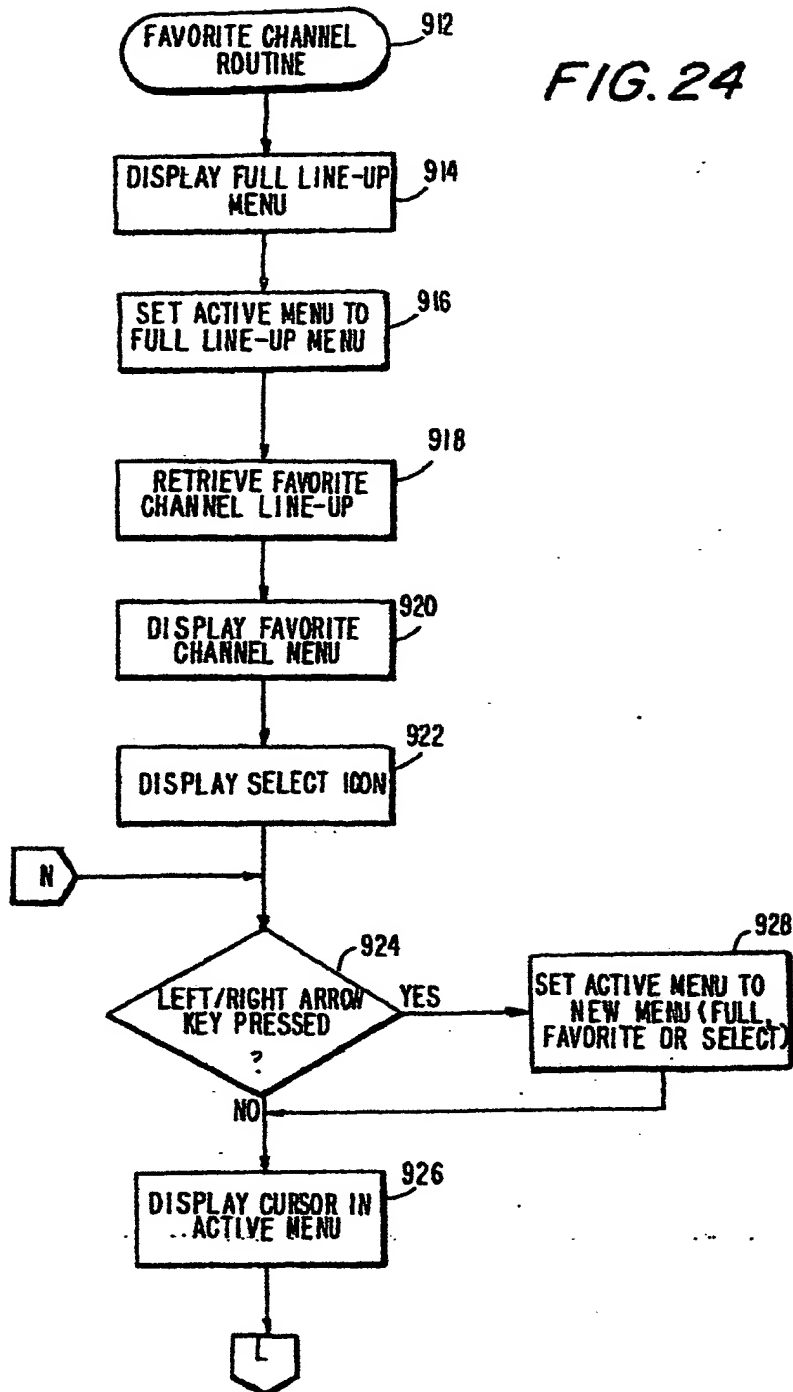 FAVORITE CHANNEL
ROUTINE
912
FIG. 24
DISPLAY FULL LINE-UP
MENU
914
SET ACTIVE MENU TO
FULL LINE-UP MENU
916
RETRIEVE FAVORITE
CHANNEL LINE-UP
918
DISPLAY FAVORITE
CHANNEL MENU
920
DISPLAY SELECT ICON
922
N
LEFT/RIGHT ARROW
KEY PRESSED
?
924
YES
SET ACTIVE MENU TO
NEW MENU (FULL,
FAVORITE OR SELECT)
928
NO
DISPLAY CURSOR IN
ACTIVE MENU
926
L